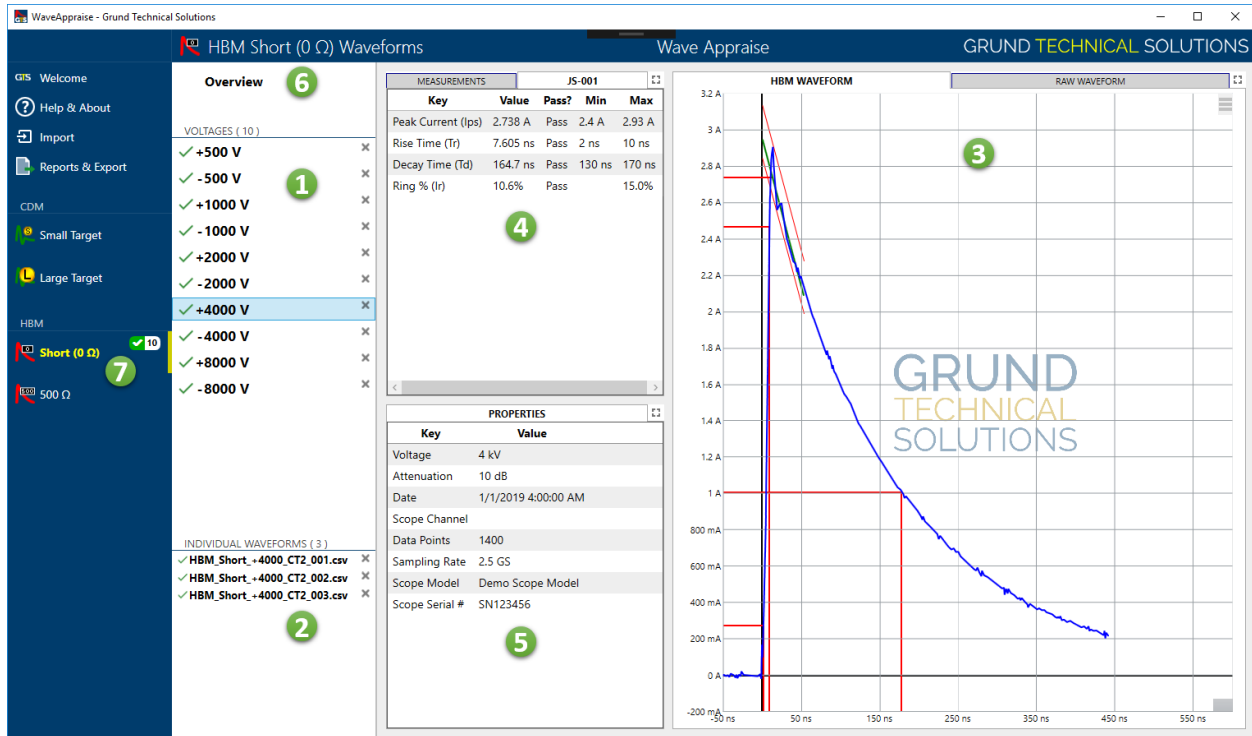 WaveAppraise - Grund Technical Solutions
HBM Short (0 Ω) Waveforms
Wave Appraise
GRUND TECHNICAL SOLUTIONS
GTS Welcome
Help & About
Import
Reports & Export
CDM
Small Target
Large Target
HBM
Short (0 Ω)
10
7
500 Ω
Overview
6
VOLTAGES ( 10 )
+500 V
- 500 V
1
+1000 V
- 1000 V
+2000 V
- 2000 V
+4000 V
- 4000 V
+8000 V
- 8000 V
INDIVIDUAL WAVEFORMS ( 3 )
HBM_Short_+4000_CT2_001.csv
HBM_Short_+4000_CT2_002.csv
HBM_Short_+4000_CT2_003.csv
2
MEASUREMENTS JS-001
Key Value Pass? Min Max
Peak Current (Ips) 2.738 A Pass 2.4 A 2.93 A
Rise Time (Tr) 7.605 ns Pass 2 ns 10 ns
Decay Time (Td) 164.7 ns Pass 130 ns 170 ns
Ring % (Ir) 10.6% Pass 15.0%
4
PROPERTIES
Key Value
Voltage 4 kV
Attenuation 10 dB
Date 1/1/2019 4:00:00 AM
Scope Channel
Data Points 1400
Sampling Rate 2.5 GS
Scope Model Demo Scope Model
Scope Serial # SN123456
5
HBM WAVEFORM RAW WAVEFORM
3.2 A
3 A
3
2.8 A
2.6 A
2.4 A
2.2 A
2 A
1.8 A
1.6 A
1.4 A
1.2 A
1 A
800 mA
600 mA
400 mA
200 mA
0 A
-200 mA
GRUND
TECHNICAL
SOLUTIONS
-50 ns 50 ns 150 ns 250 ns 350 ns 450 ns 550 ns